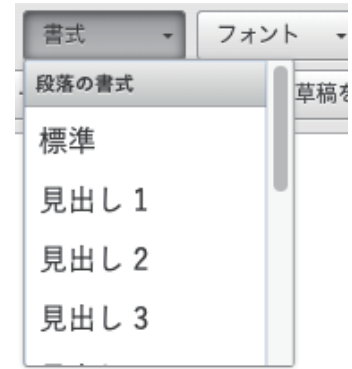 書式
フォント
段落の書式
草稿を
標準
見出し 1
見出し 2
見出し 3